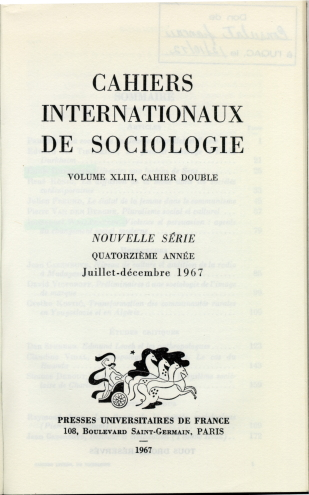 CAHIERS
INTERNATIONAUX
DE SOCIOLOGIE
VOLUME XLIII, CAHIER DOUBLE
NOUVELLE SÉRIE
QUATORZIÈME ANNÉE
Juillet-décembre 1967
PRESSES UNIVERSITAIRES DE FRANCE
108, BOULEVARD SAINT-GERMAIN, PARIS
—
1967